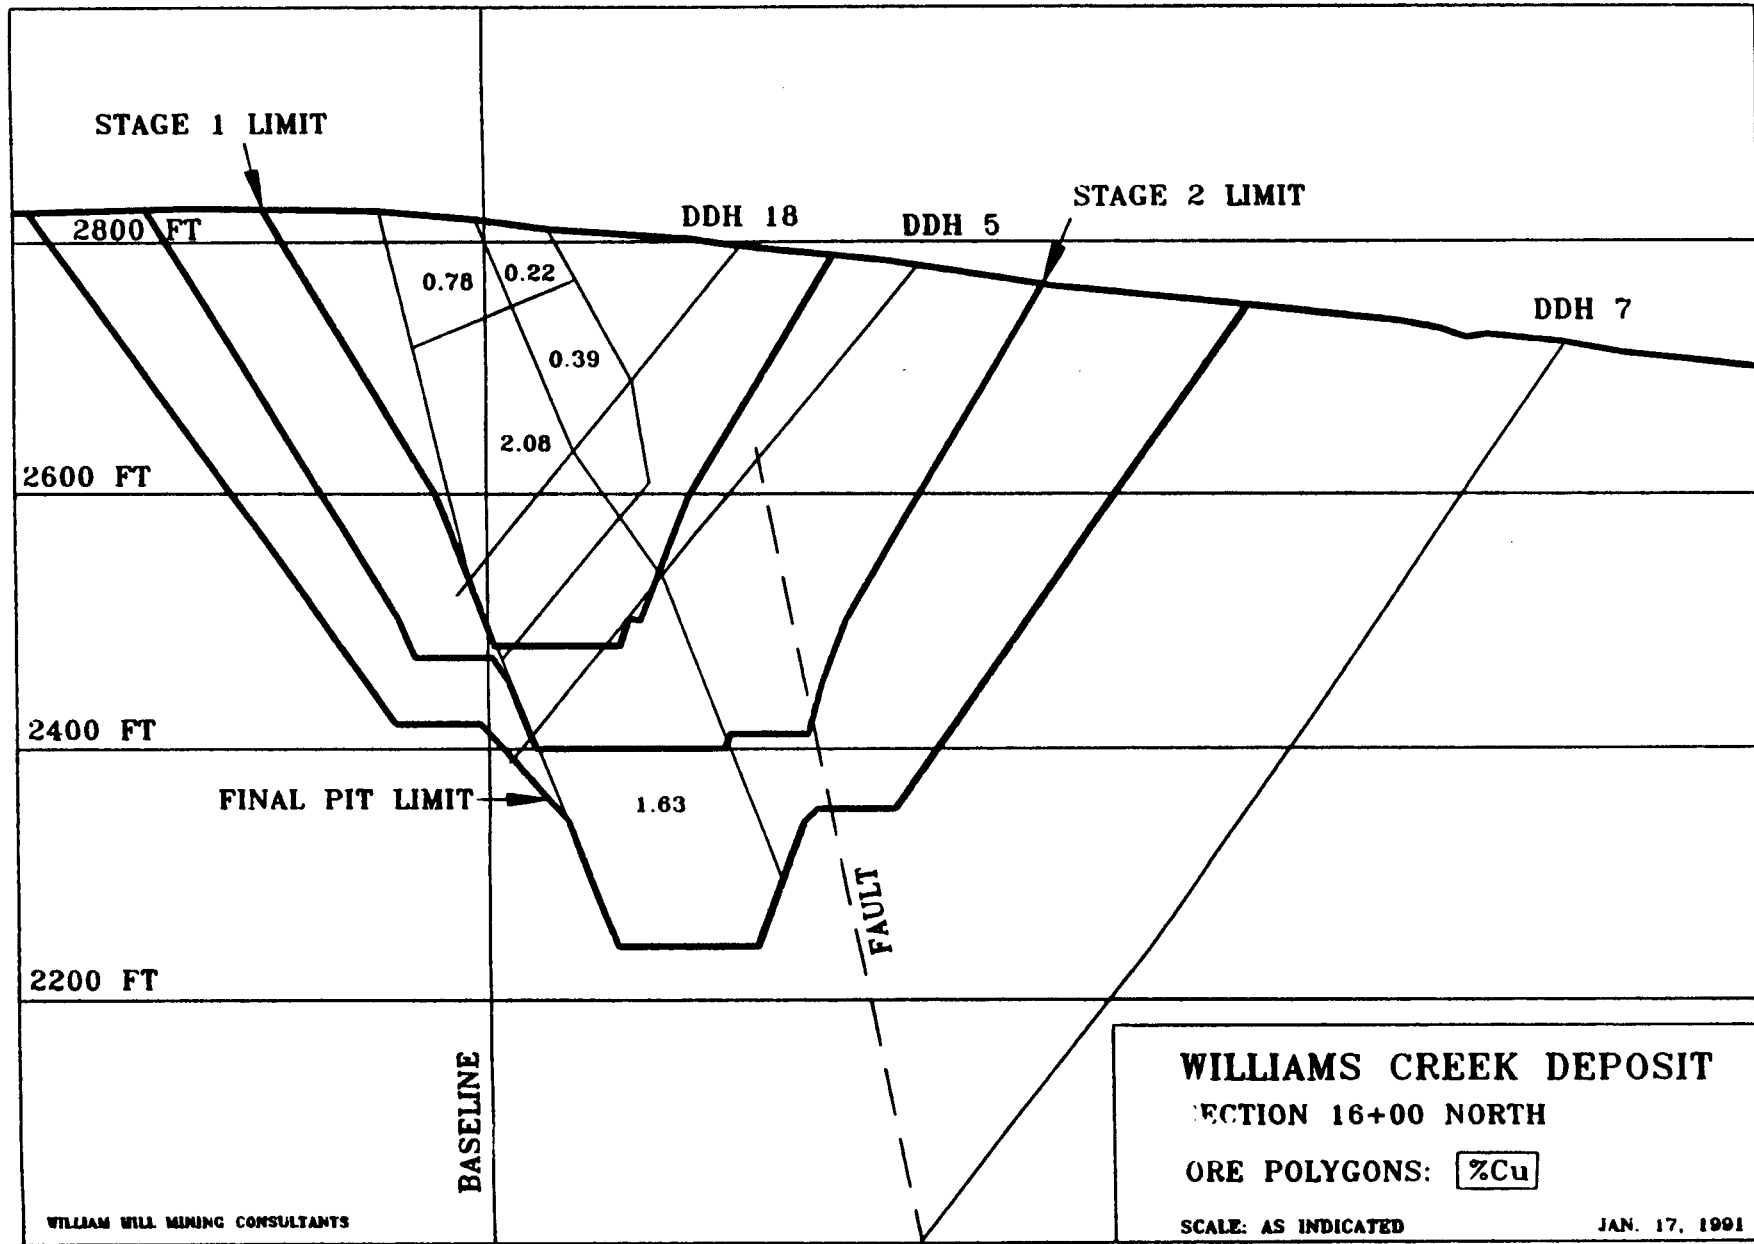 STAGE 1 LIMIT
STAGE 2 LIMIT
DDH 18
DDH 5
2800 FT
0.78
0.22
DDH 7
0.39
2.08
2600 FT
2400 FT
FINAL PIT LIMIT
1.63
FAULT
2200 FT
BASELINE
WILLIAMS CREEK DEPOSIT
ECTION 16+00 NORTH
ORE POLYGONS: %Cu
SCALE: AS INDICATED
JAN. 17, 1991
WILLIAM HILL MINING CONSULTANTS